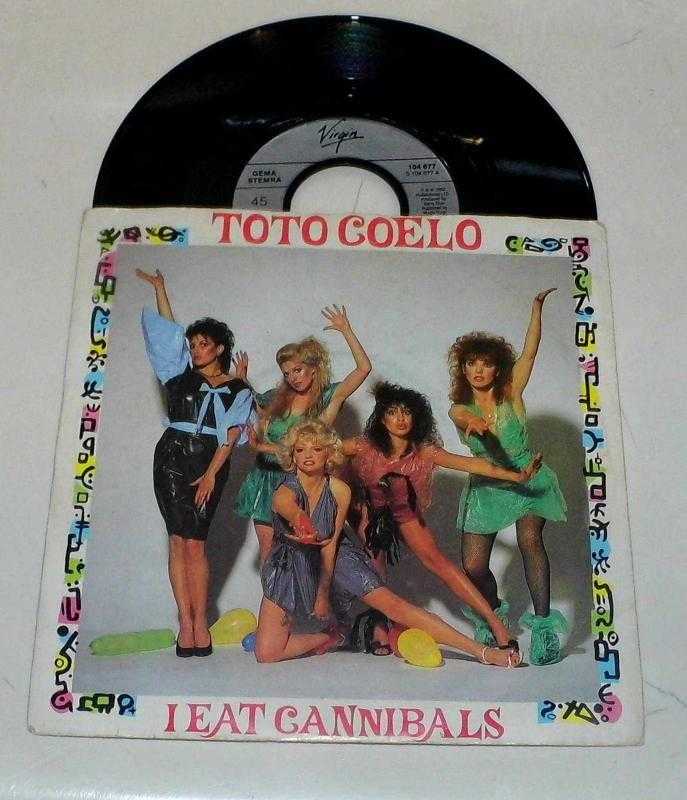 Virgin
GEMA
STEMRA
45
104 677
TOTO COELO
I EAT CANNIBALS